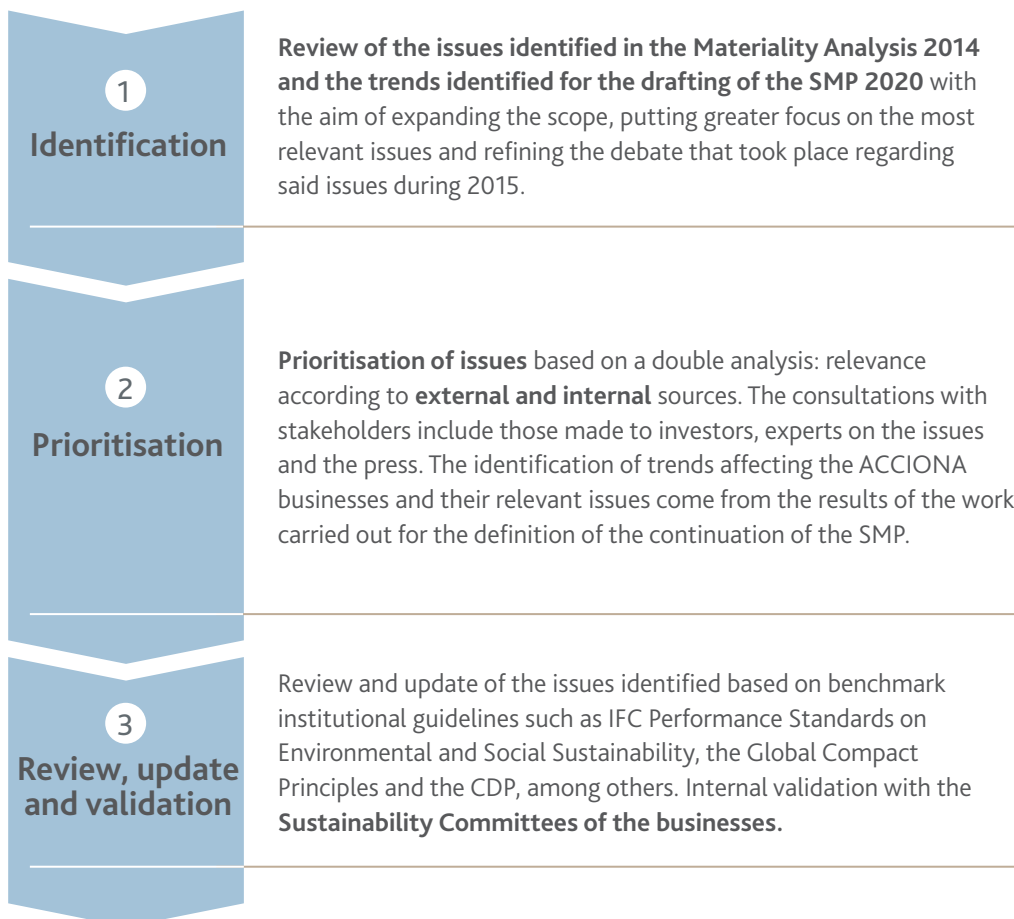 1
Identification
Review of the issues identified in the Materiality Analysis 2014
and the trends identified for the drafting of the SMP 2020 with
the aim of expanding the scope, putting greater focus on the most
relevant issues and refining the debate that took place regarding
said issues during 2015.
2
Prioritisation
Prioritisation of issues based on a double analysis: relevance
according to external and internal sources. The consultations with
stakeholders include those made to investors, experts on the issues
and the press. The identification of trends affecting the ACCIONA
businesses and their relevant issues come from the results of the work
carried out for the definition of the continuation of the SMP.
3
Review, update
and validation
Review and update of the issues identified based on benchmark
institutional guidelines such as IFC Performance Standards on
Environmental and Social Sustainability, the Global Compact
Principles and the CDP, among others. Internal validation with the
Sustainability Committees of the businesses.